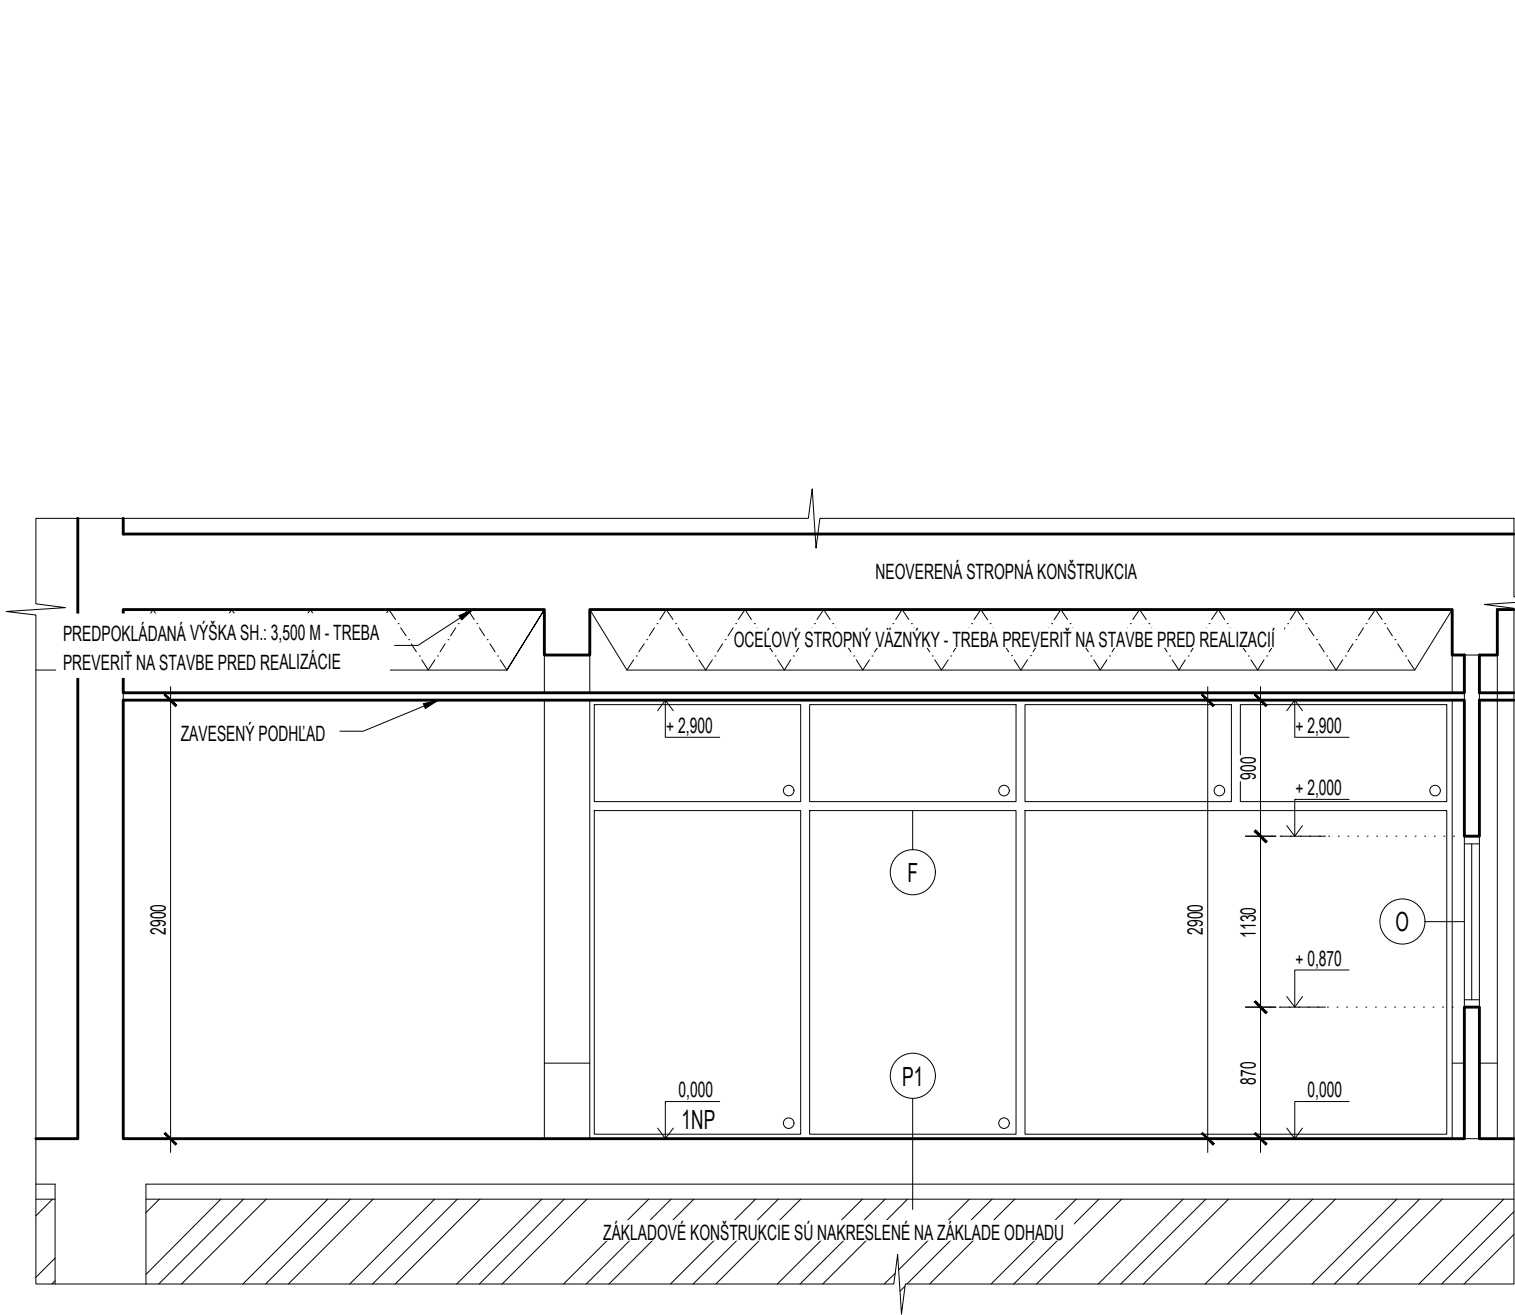 NEOVERENÁ STROPNÁ KONŠTRUKCIA
PREDPOKLÁDANÁ VÝŠKA SH.: 3,500 M - TREBA
PREVERIŤ NA STAVBE PRED REALIZÁCIE
OCEĽOVÝ STROPNÝ VÄZNÝKY - TREBA PREVERIŤ NA STAVBE PRED REALIZACIÍ
ZAVESENÝ PODHĽAD
+ 2,900
+ 2,900
900
+ 2,000
F
2900
2900
1130
O
+ 0,870
870
P1
0,000
1NP
0,000
ZÁKLADOVÉ KONŠTRUKCIE SÚ NAKRESLENÉ NA ZÁKLADE ODHADU